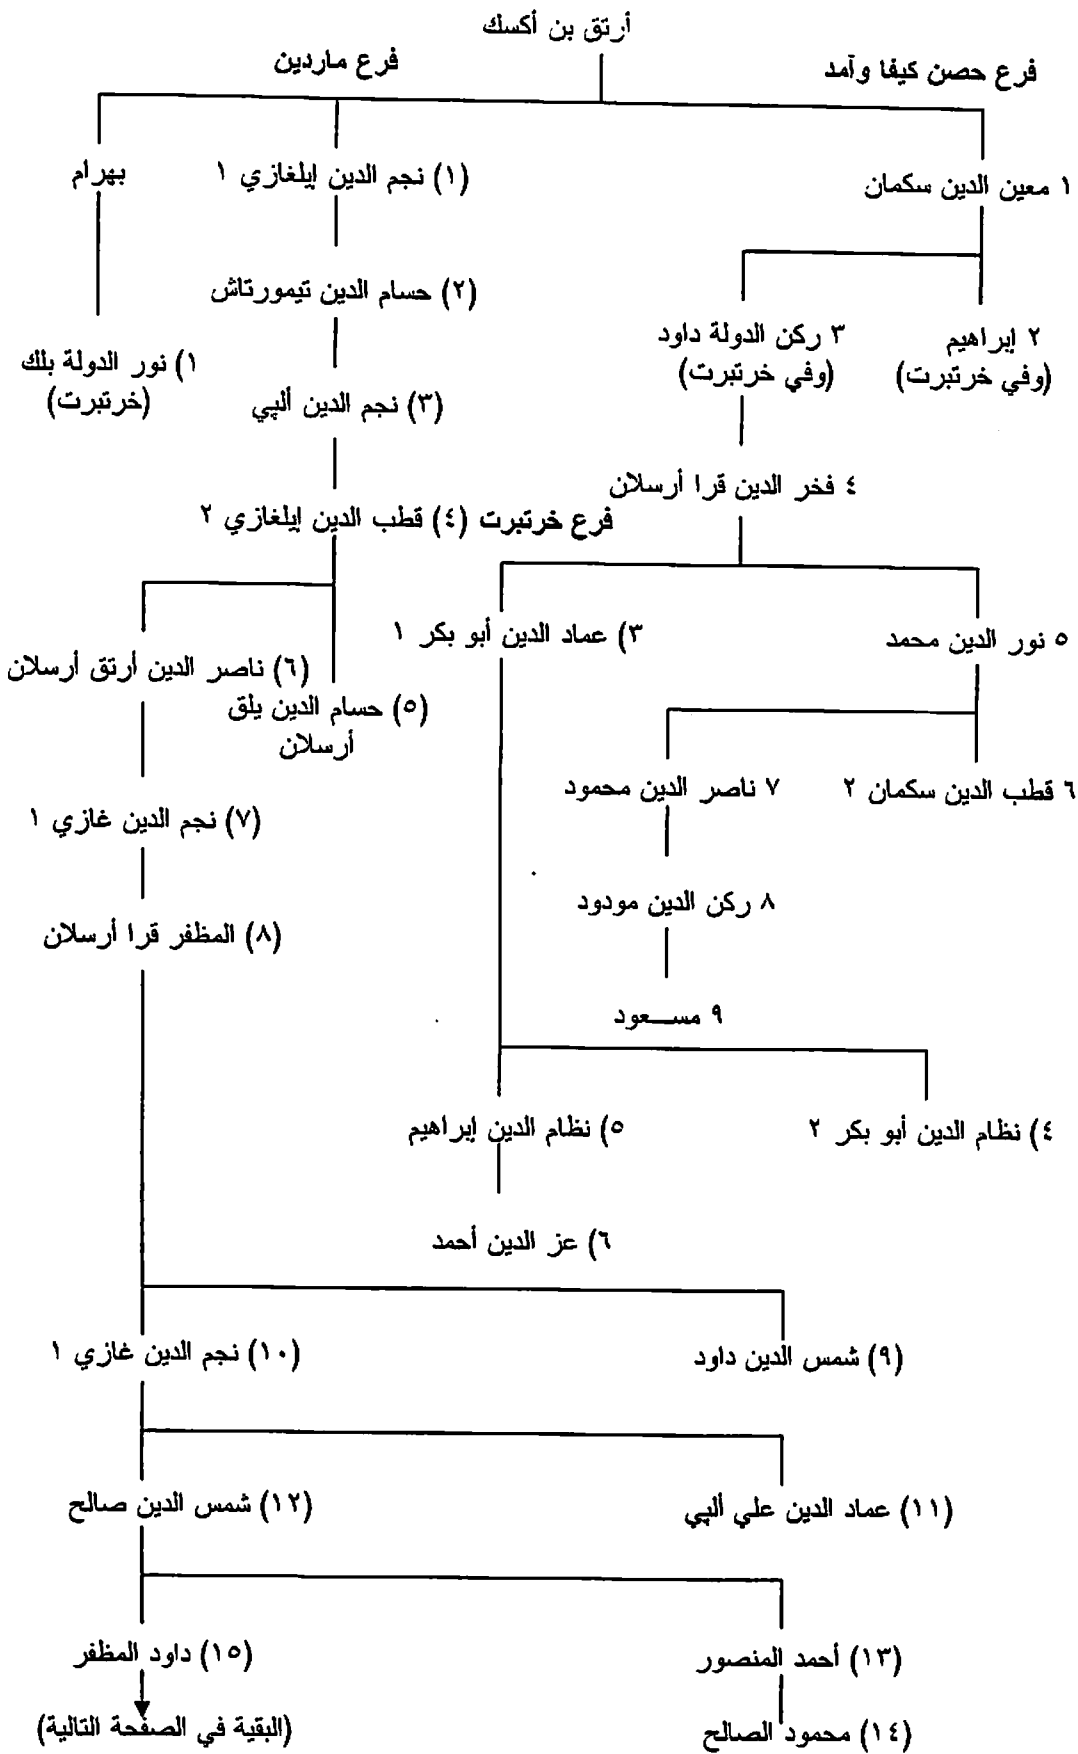 أرتق بن أكسك
فرع حصن كيفا وآمد
فرع ماردين
١ معين الدين سكمان
(١) نجم الدين إيلغازي ١
بهرام
(٢) حسام الدين تيمورتاش
٢ إبراهيم
(وفي خرتبرت)
٣ ركن الدولة داود
(وفي خرتبرت)
١) نور الدولة بلك
(خرتبرت)
(٣) نجم الدين ألپي
٤ فخر الدين قرا أرسلان
فرع خرتبرت
(٤) قطب الدين إيلغازي ٢
٥ نور الدين محمد
٣) عماد الدين أبو بكر ١
(٦) ناصر الدين أرتق أرسلان
(٥) حسام الدين يلق
أرسلان
٦ قطب الدين سكمان ٢
٧ ناصر الدين محمود
(٧) نجم الدين غازي ١
٨ ركن الدين مودود
(٨) المظفر قرا أرسلان
٩ مسـعود
٤) نظام الدين أبو بكر ٢
٥) نظام الدين إبراهيم
٦) عز الدين أحمد
(٩) شمس الدين داود
(١٠) نجم الدين غازي ١
(١١) عماد الدين علي ألپي
(١٢) شمس الدين صالح
(١٣) أحمد المنصور
(١٥) داود المظفر
(١٤) محمود الصالح
(البقية في الصفحة التالية)